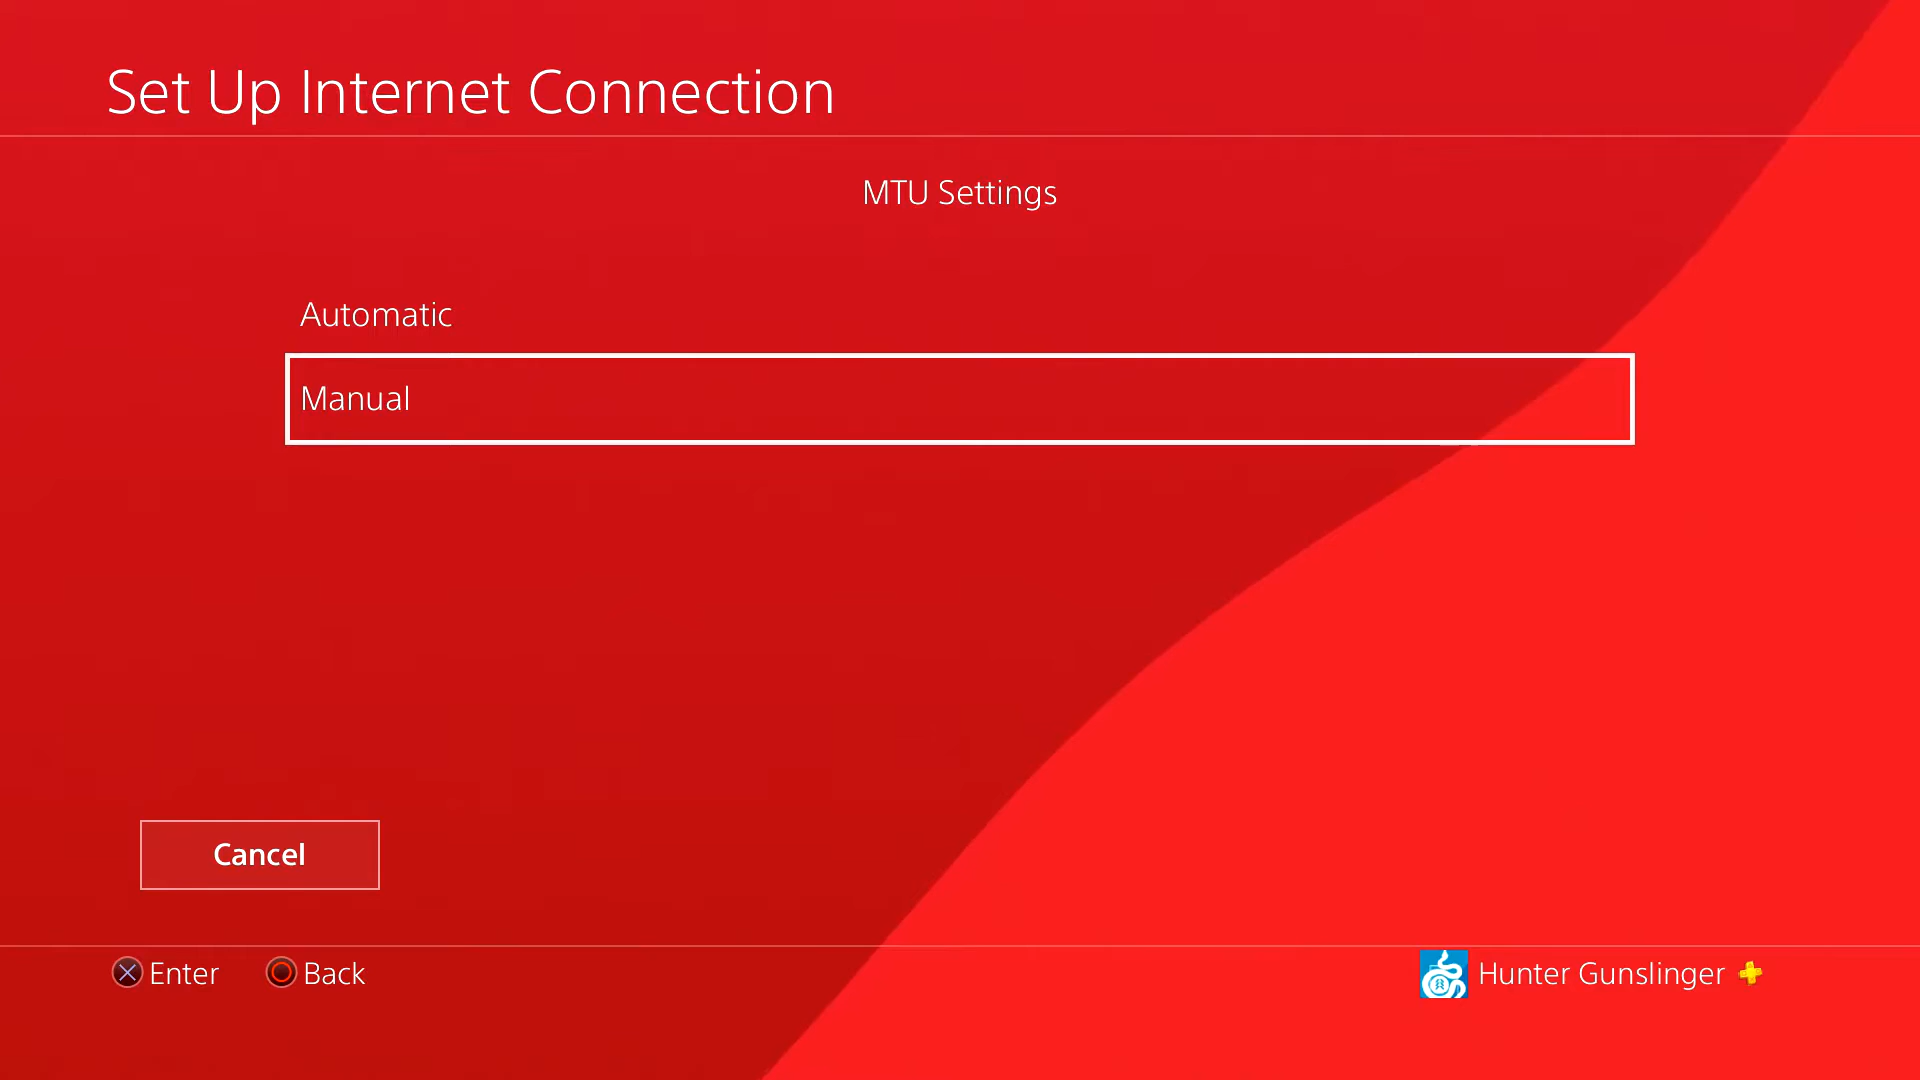 Set Up Internet Connection
MTU Settings
Automatic
Manual
Cancel
Enter Back Hunter Gunslinger